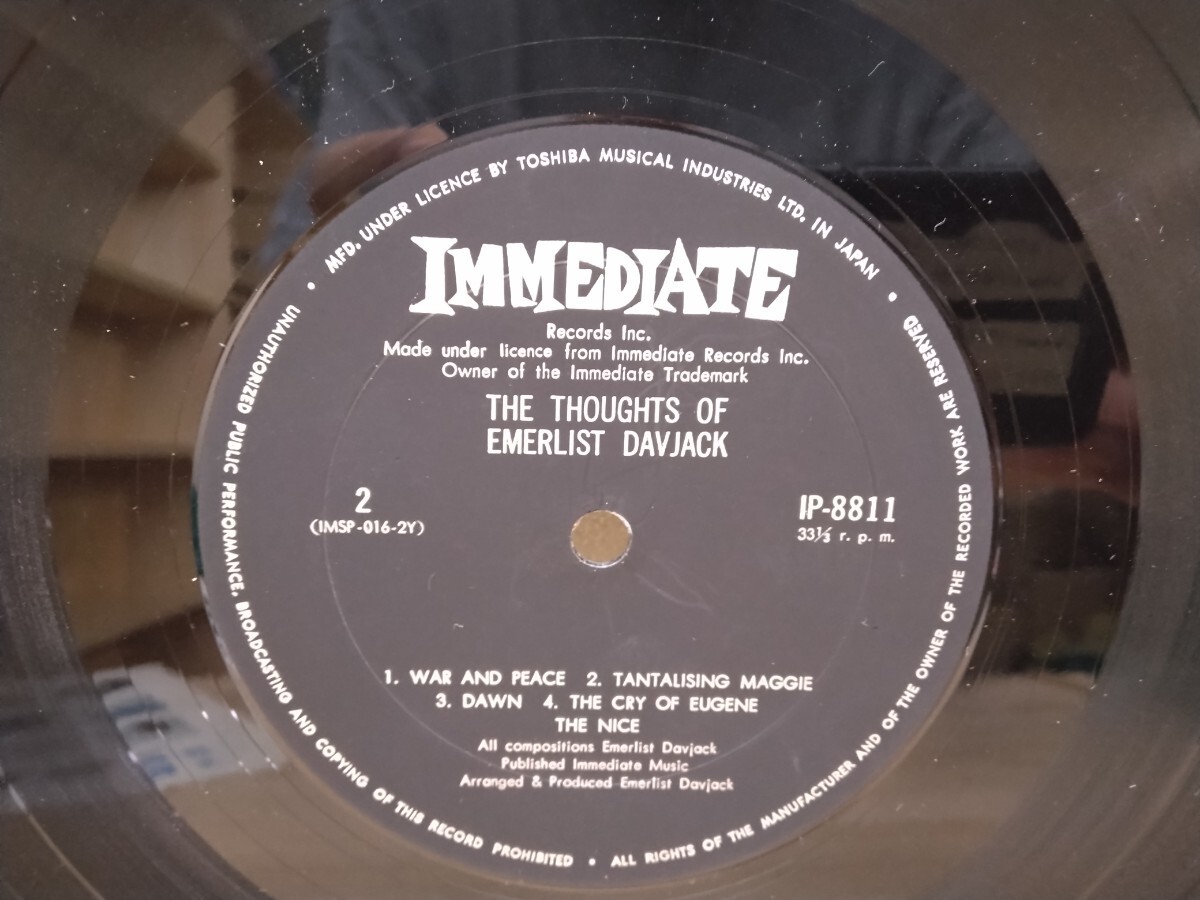 MFD. UNDER LICENCE BY TOSHIBA MUSICAL INDUSTRIES LTD. IN JAPAN •
IMMEDIATE
Records Inc.
Made under licence from Immediate Records Inc.
Owner of the Immediate Trademark
THE THOUGHTS OF
EMERLIST DAVJACK
2
(IMSP-016-2Y)
IP-8811
33⅓ r. p. m.
1. WAR AND PEACE 2. TANTALISING MAGGIE
3. DAWN 4. THE CRY OF EUGENE
THE NICE
All compositions Emerlist Davjack
Published Immediate Music
Arranged & Produced Emerlist Davjack
UNAUTHORIZED PUBLIC PERFORMANCE, BROADCASTING AND COPYING OF THIS RECORD PROHIBITED • ALL RIGHTS OF THE MANUFACTURER AND OF THE OWNER OF THE RECORDED WORK ARE RESERVED •